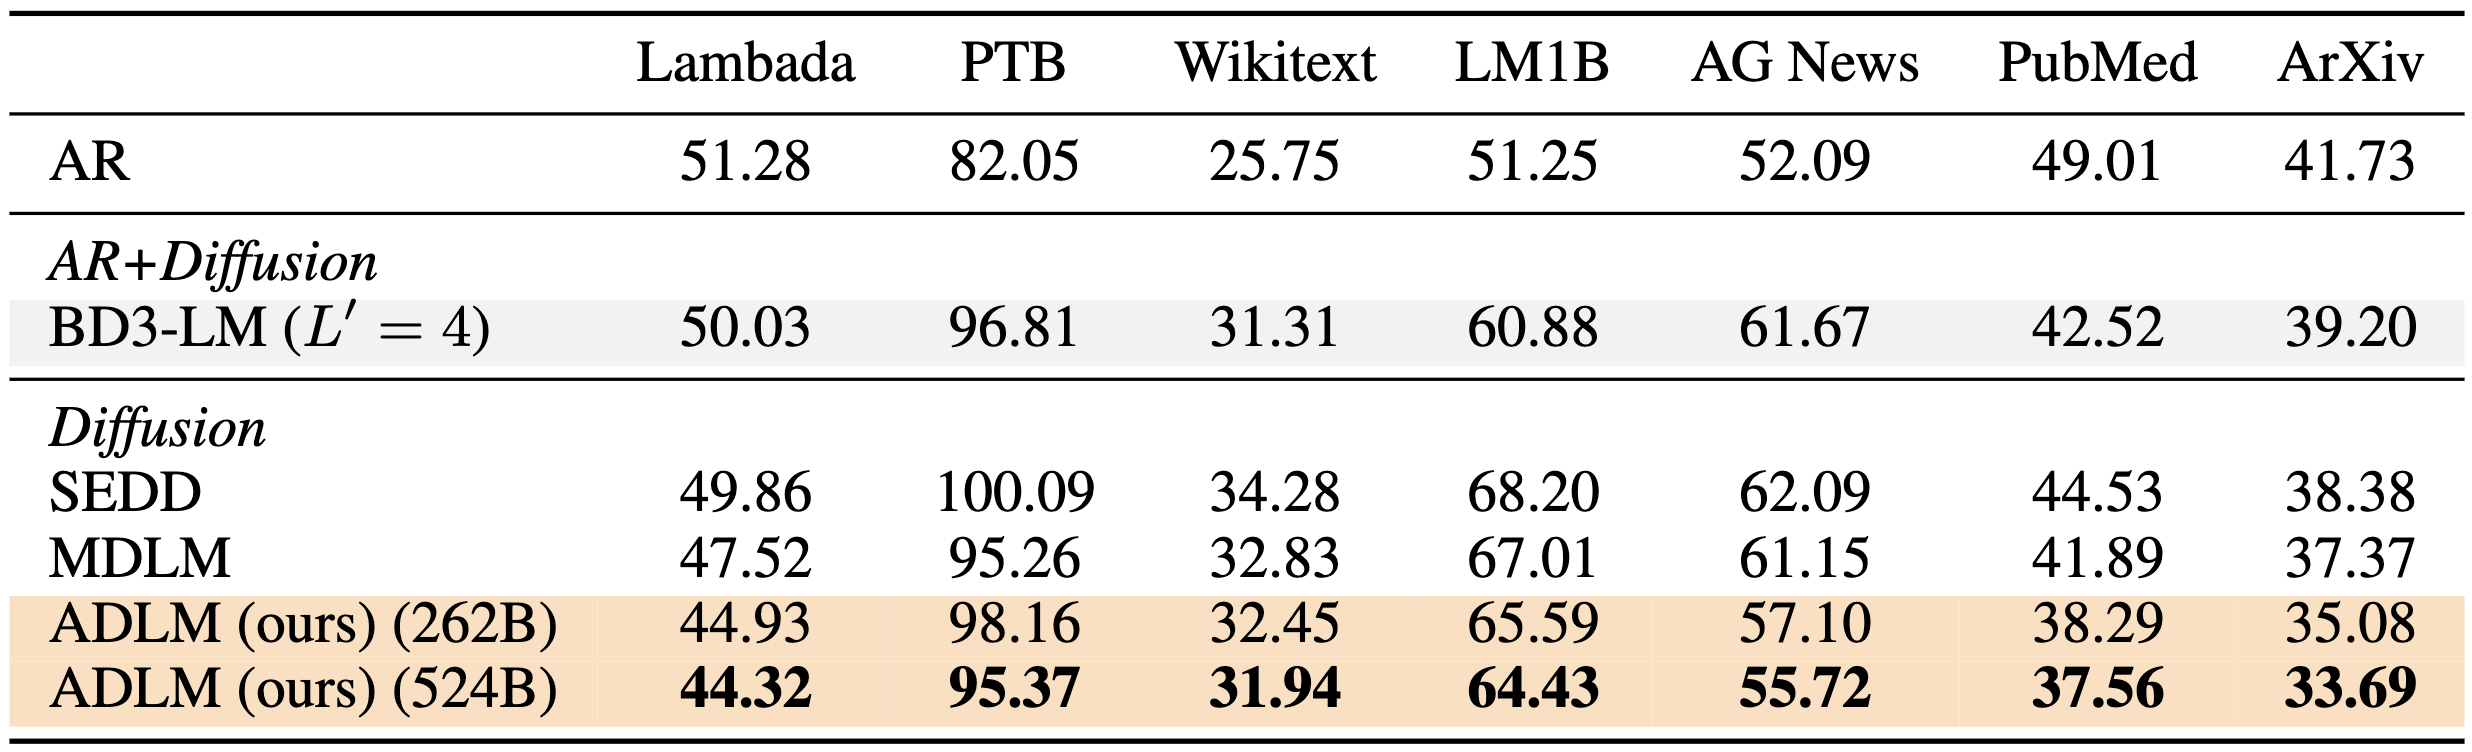 Lambada PTB Wikitext LM1B AG News PubMed ArXiv
AR 51.28 82.05 25.75 51.25 52.09 49.01 41.73
AR+Diffusion
BD3-LM (L′ = 4) 50.03 96.81 31.31 60.88 61.67 42.52 39.20
Diffusion
SEDD 49.86 100.09 34.28 68.20 62.09 44.53 38.38
MDLM 47.52 95.26 32.83 67.01 61.15 41.89 37.37
ADLM (ours) (262B) 44.93 98.16 32.45 65.59 57.10 38.29 35.08
ADLM (ours) (524B) 44.32 95.37 31.94 64.43 55.72 37.56 33.69